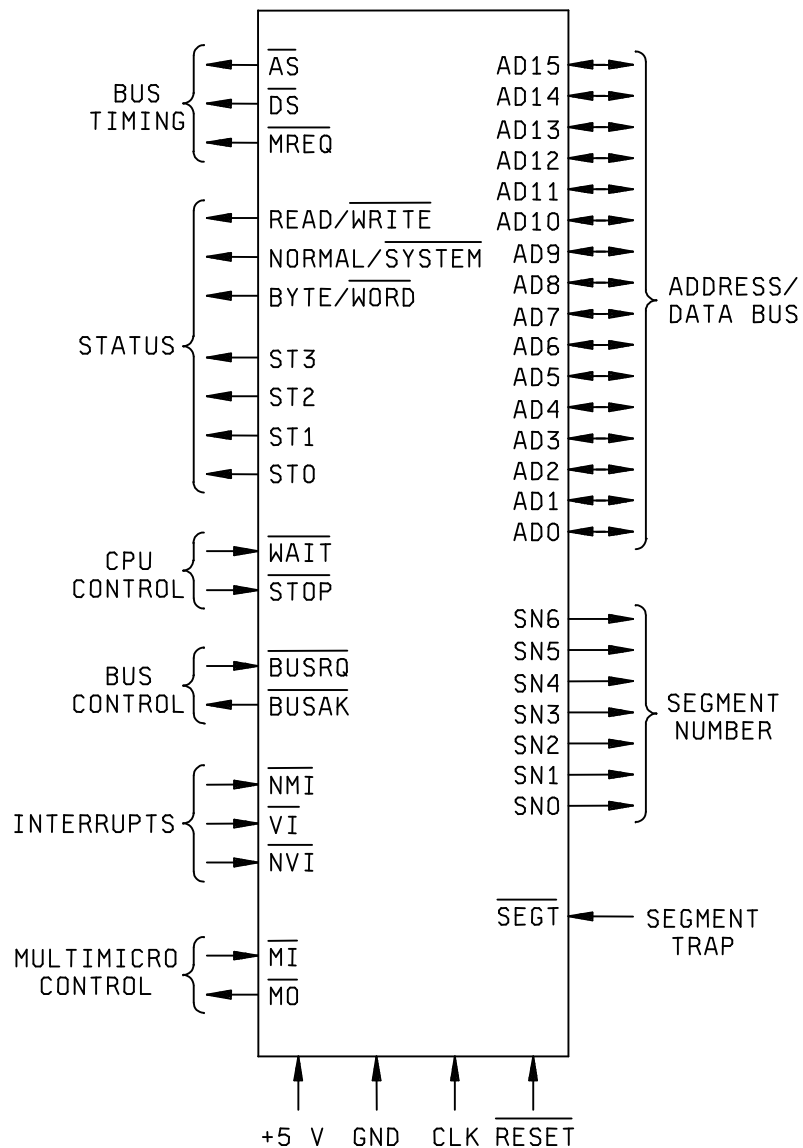 BUS
TIMING
AS
DS
MREQ
STATUS
READ/WRITE
NORMAL/SYSTEM
BYTE/WORD
ST3
ST2
ST1
ST0
CPU
CONTROL
WAIT
STOP
BUS
CONTROL
BUSRQ
BUSAK
INTERRUPTS
NMI
VI
NVI
MULTIMICRO
CONTROL
MI
MO
AD15
AD14
AD13
AD12
AD11
AD10
AD9
AD8
AD7
AD6
AD5
AD4
AD3
AD2
AD1
AD0
ADDRESS/
DATA BUS
SN6
SN5
SN4
SN3
SN2
SN1
SN0
SEGMENT
NUMBER
SEGT
SEGMENT
TRAP
+5 V GND CLK RESET